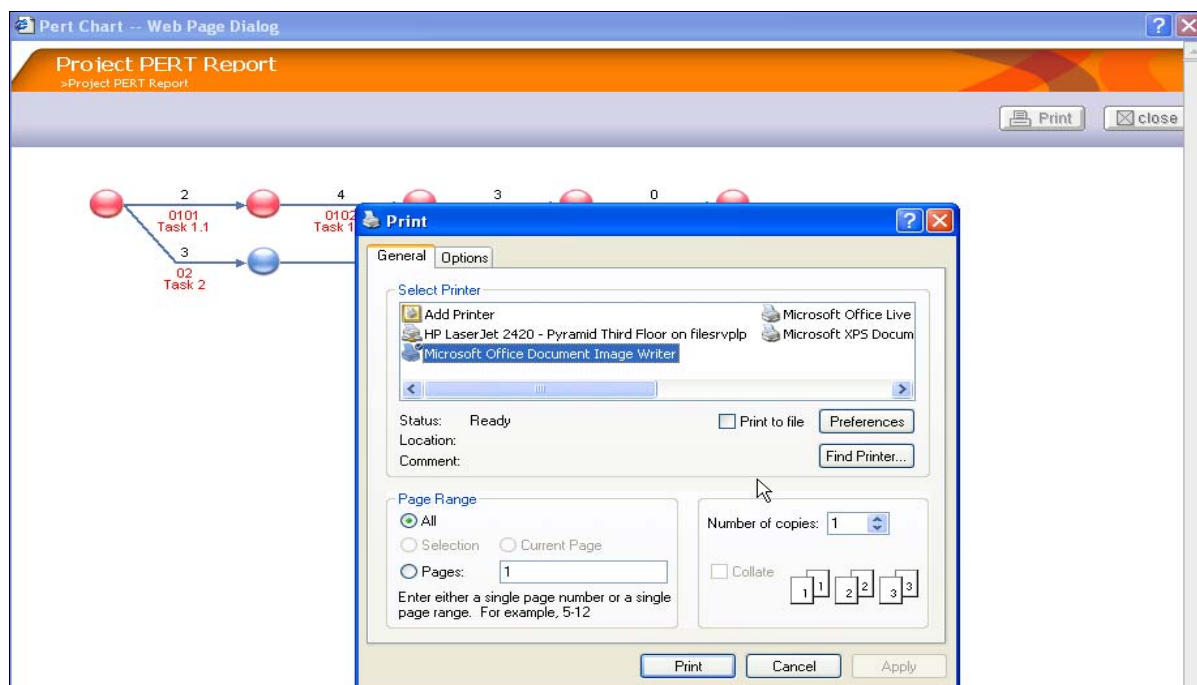 Pert Chart -- Web Page Dialog
Project PERT Report
>Project PERT Report
Print
close
2
4
3
0
0101
Task 1.1
0102
Task 1
3
02
Task 2
Print
General
Options
Select Printer
Add Printer
Microsoft Office Live
HP LaserJet 2420 - Pyramid Third Floor on filesrvplp
Microsoft XPS Docum
Microsoft Office Document Image Writer
Status: Ready
Print to file
Preferences
Location:
Comment:
Find Printer...
Page Range
All
Number of copies: 1
Selection
Current Page
Pages: 1
Collate
1 1 2 2 3 3
Enter either a single page number or a single
page range. For example, 5-12
Print
Cancel
Apply